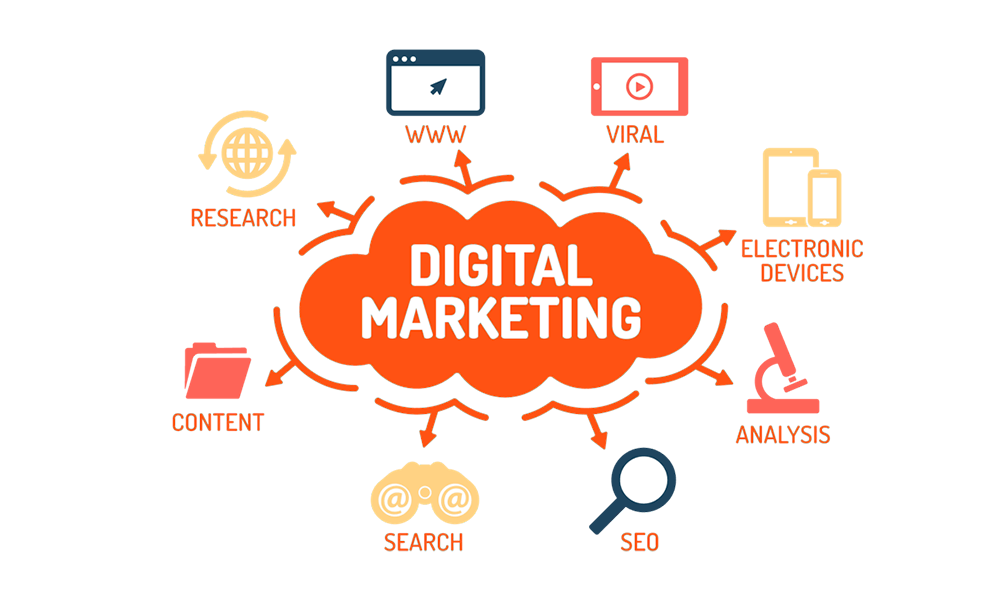 WWW
VIRAL
RESEARCH
ELECTRONIC
DEVICES
DIGITAL
MARKETING
CONTENT
ANALYSIS
@ @
SEARCH
SEO